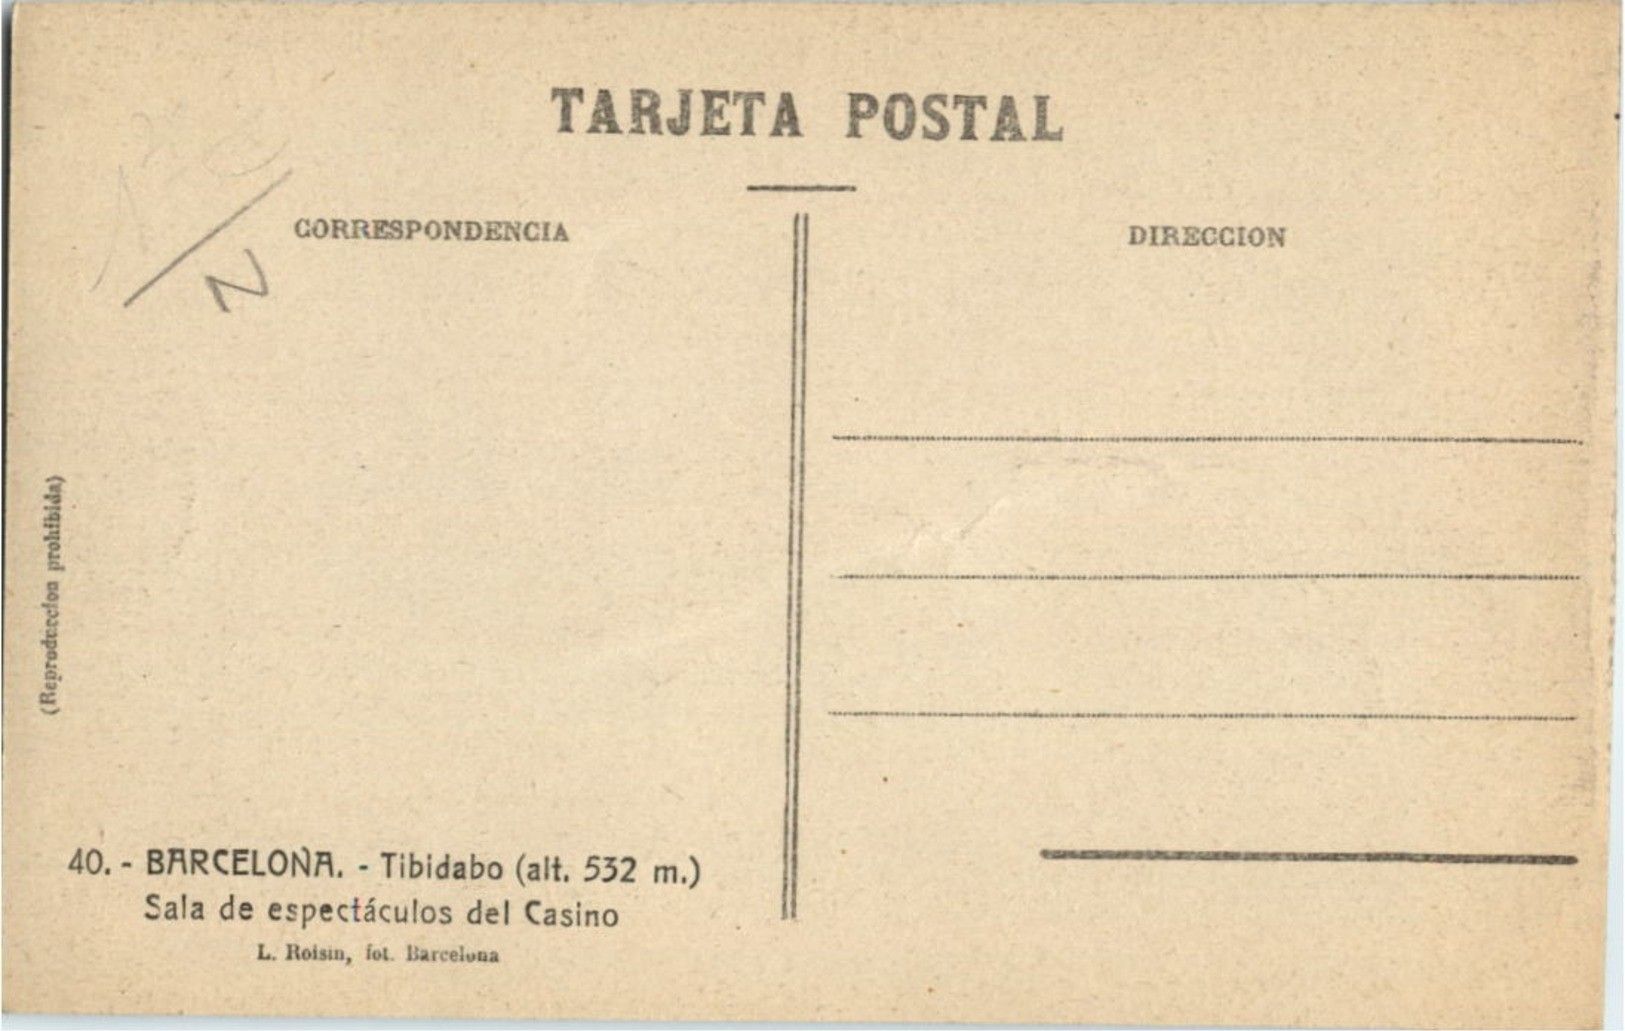 TARJETA POSTAL
CORRESPONDENCIA
DIRECCION
(Reproduccion prohibida)
40. - BARCELONA. - Tibidabo (alt. 532 m.)
Sala de espectáculos del Casino
L. Roisin, fot. Barcelona